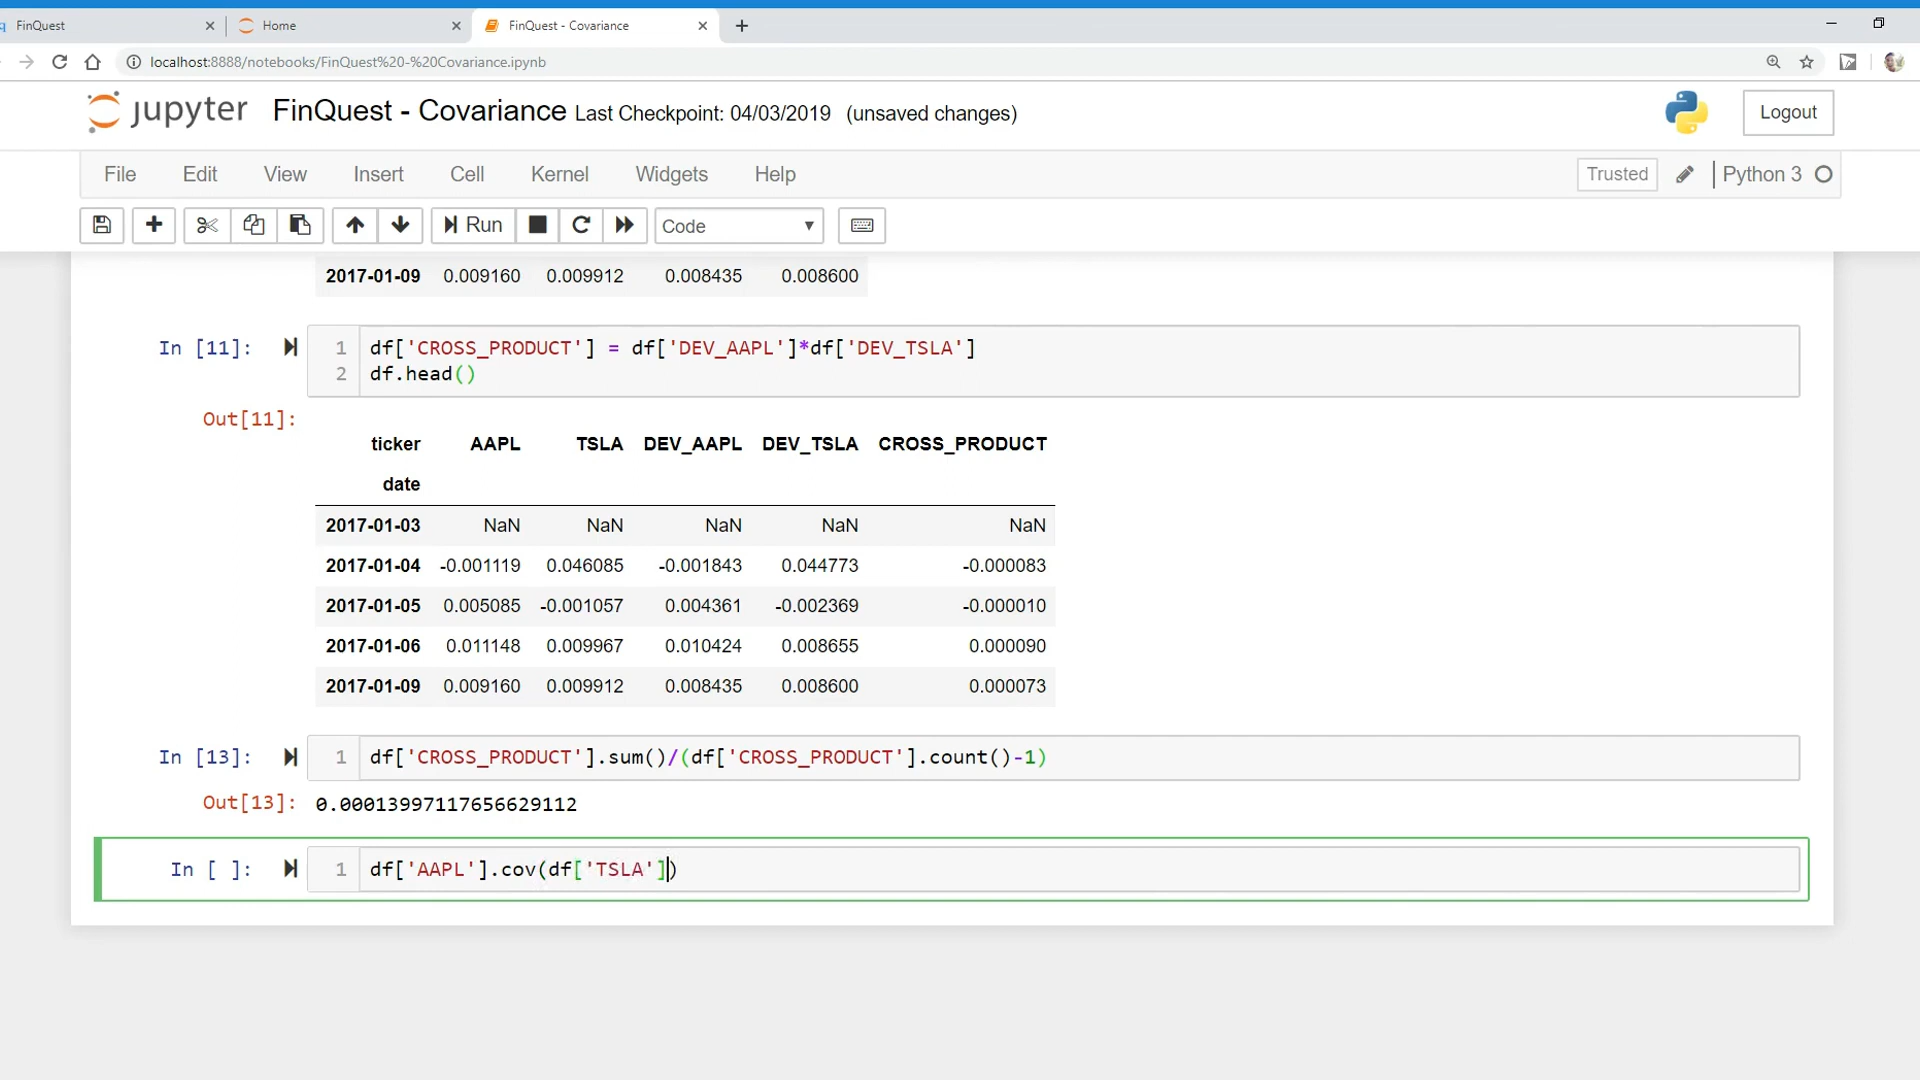 FinQuest
Home
FinQuest - Covariance
localhost:8888/notebooks/FinQuest%20-%20Covariance.ipynb
jupyter FinQuest - Covariance Last Checkpoint: 04/03/2019 (unsaved changes)
Logout
File Edit View Insert Cell Kernel Widgets Help
Trusted
Python 3
Run
Code
2017-01-09 0.009160 0.009912 0.008435 0.008600
In [11]:
1 df['CROSS_PRODUCT'] = df['DEV_AAPL']*df['DEV_TSLA']
2 df.head()
Out[11]:
ticker AAPL TSLA DEV_AAPL DEV_TSLA CROSS_PRODUCT
date
2017-01-03 NaN NaN NaN NaN NaN
2017-01-04 -0.001119 0.046085 -0.001843 0.044773 -0.000083
2017-01-05 0.005085 -0.001057 0.004361 -0.002369 -0.000010
2017-01-06 0.011148 0.009967 0.010424 0.008655 0.000090
2017-01-09 0.009160 0.009912 0.008435 0.008600 0.000073
In [13]: 1 df['CROSS_PRODUCT'].sum()/(df['CROSS_PRODUCT'].count()-1)
Out[13]: 0.00013997117656629112
In [ ]: 1 df['AAPL'].cov(df['TSLA'])